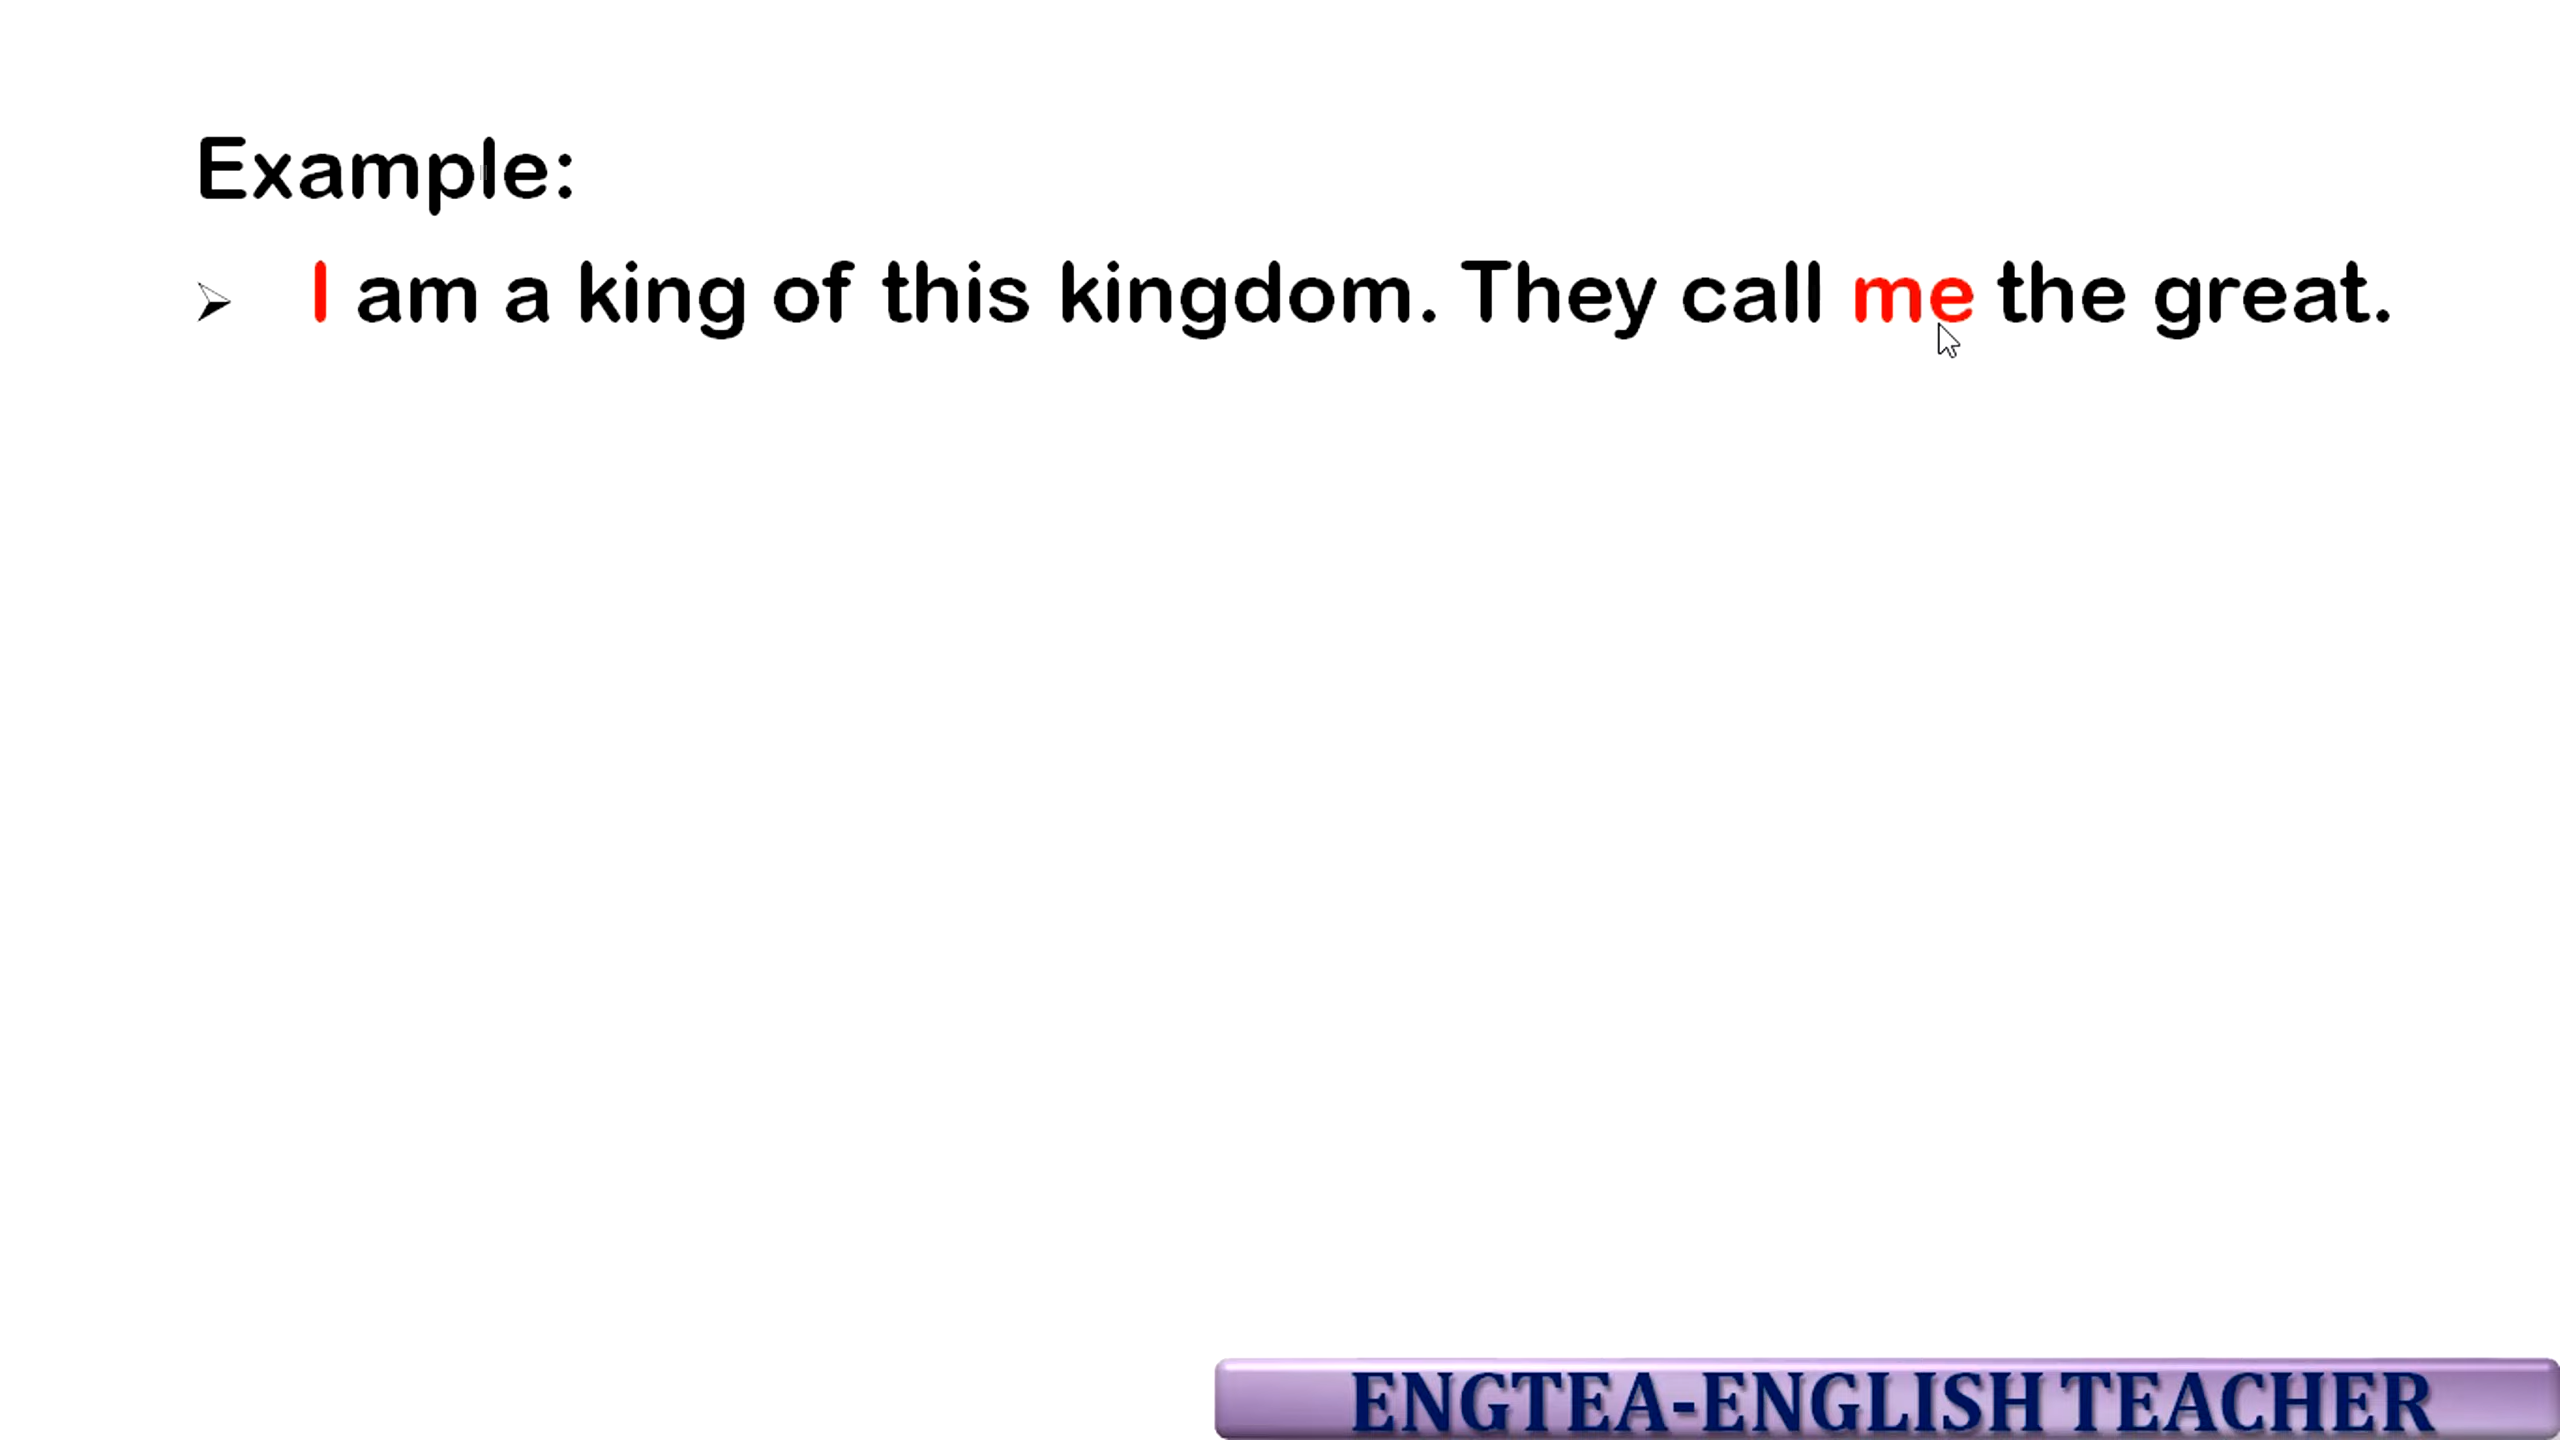 Example:
➢ I am a king of this kingdom. They call me the great.
ENGTEA-ENGLISH TEACHER